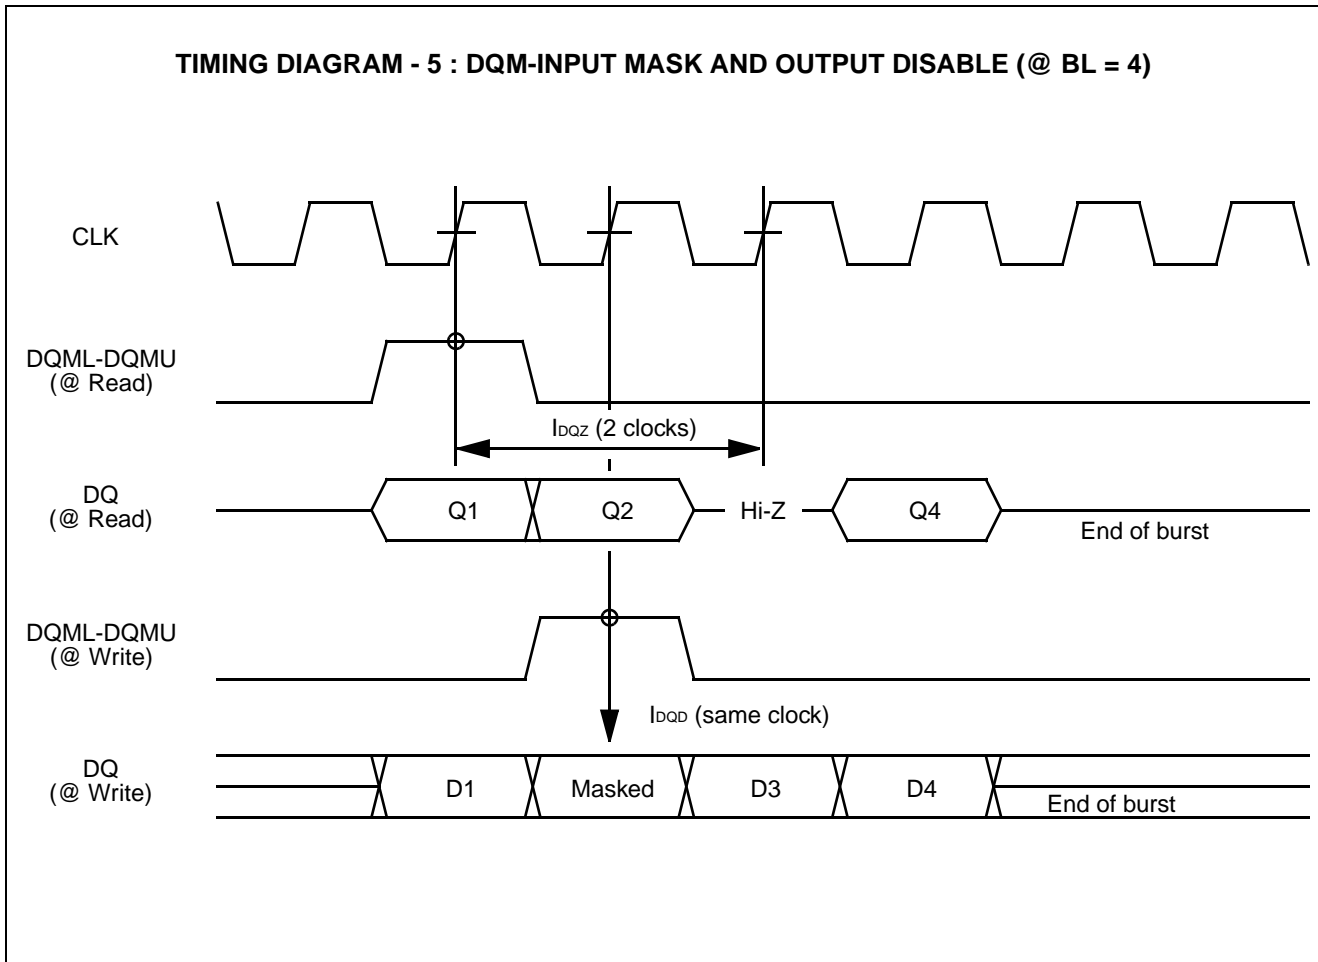 TIMING DIAGRAM - 5 : DQM-INPUT MASK AND OUTPUT DISABLE (@ BL = 4)
CLK
DQML-DQMU
(@ Read)
IDQZ (2 clocks)
DQ
(@ Read)
Q1 Q2 Hi-Z Q4
End of burst
DQML-DQMU
(@ Write)
IDQD (same clock)
DQ
(@ Write)
D1 Masked D3 D4
End of burst